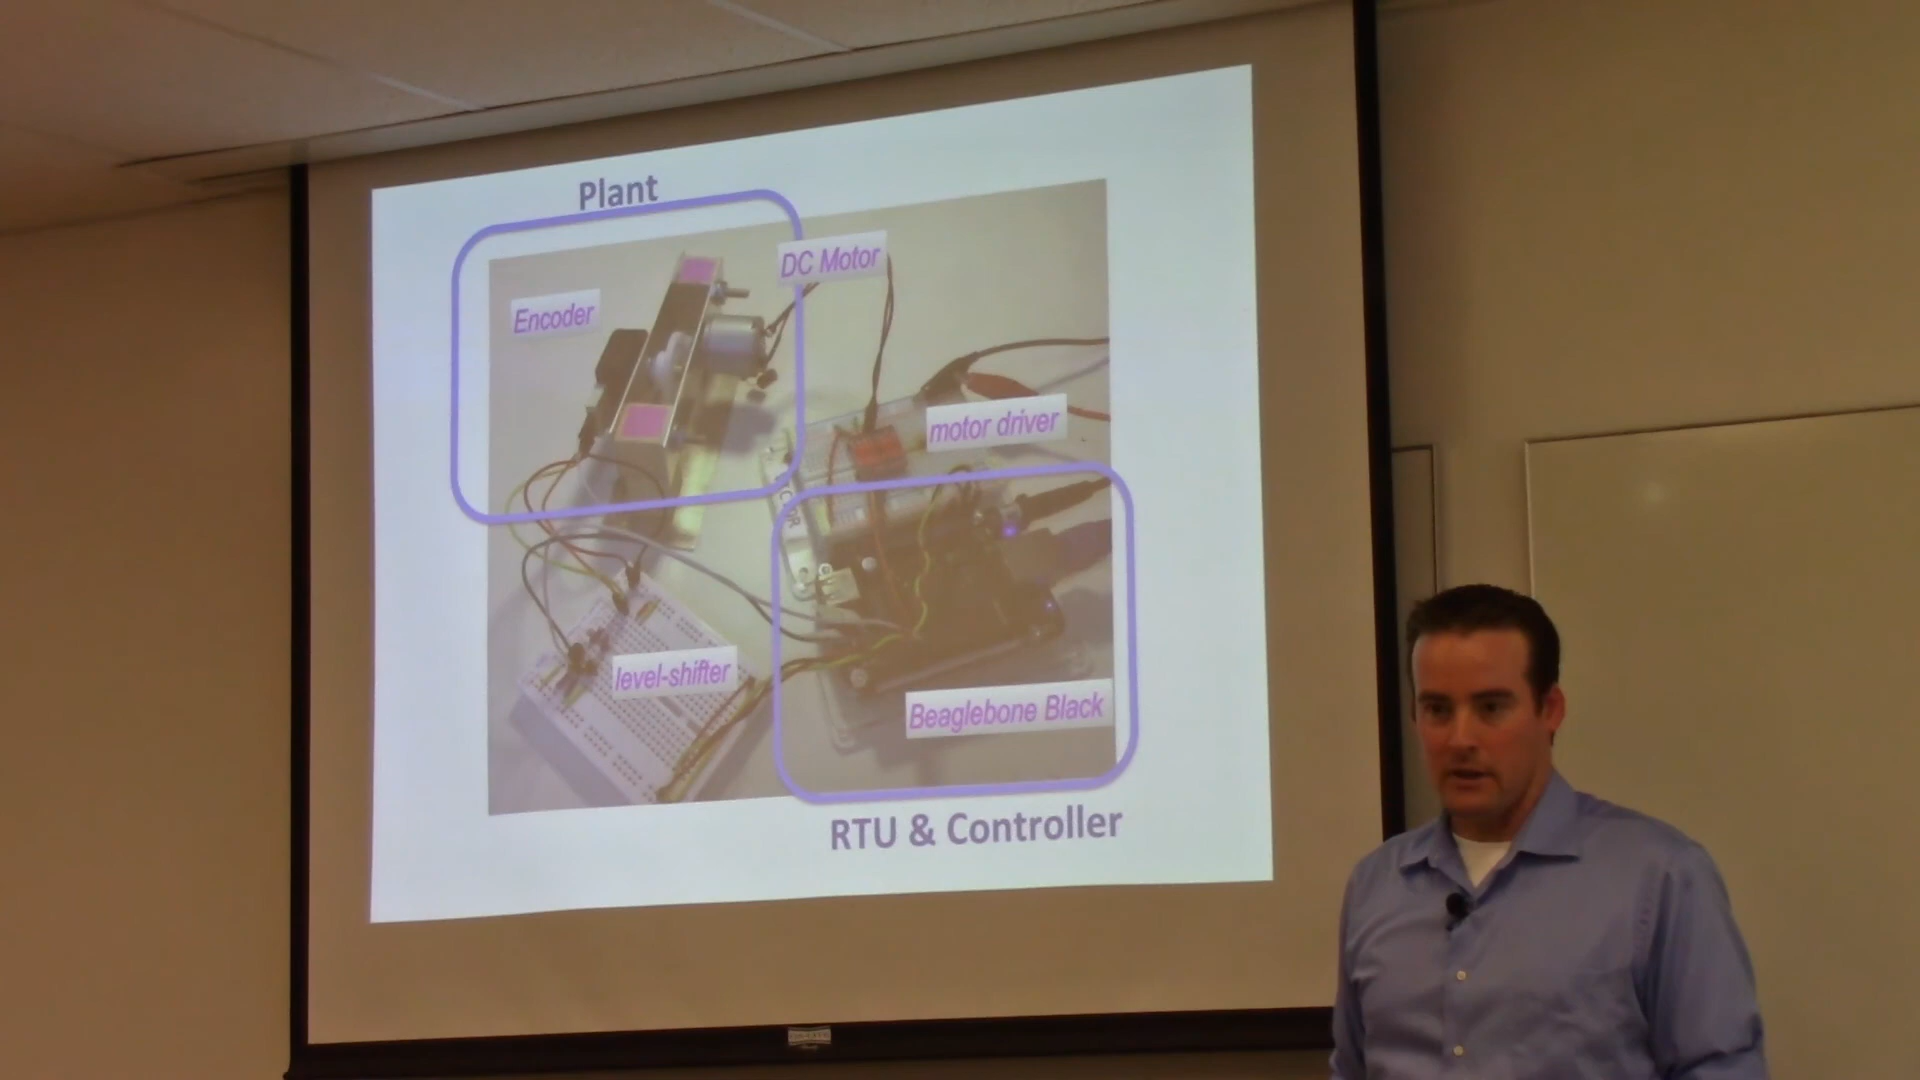 Plant
DC Motor
Encoder
motor driver
level-shifter
Beaglebone Black
RTU & Controller